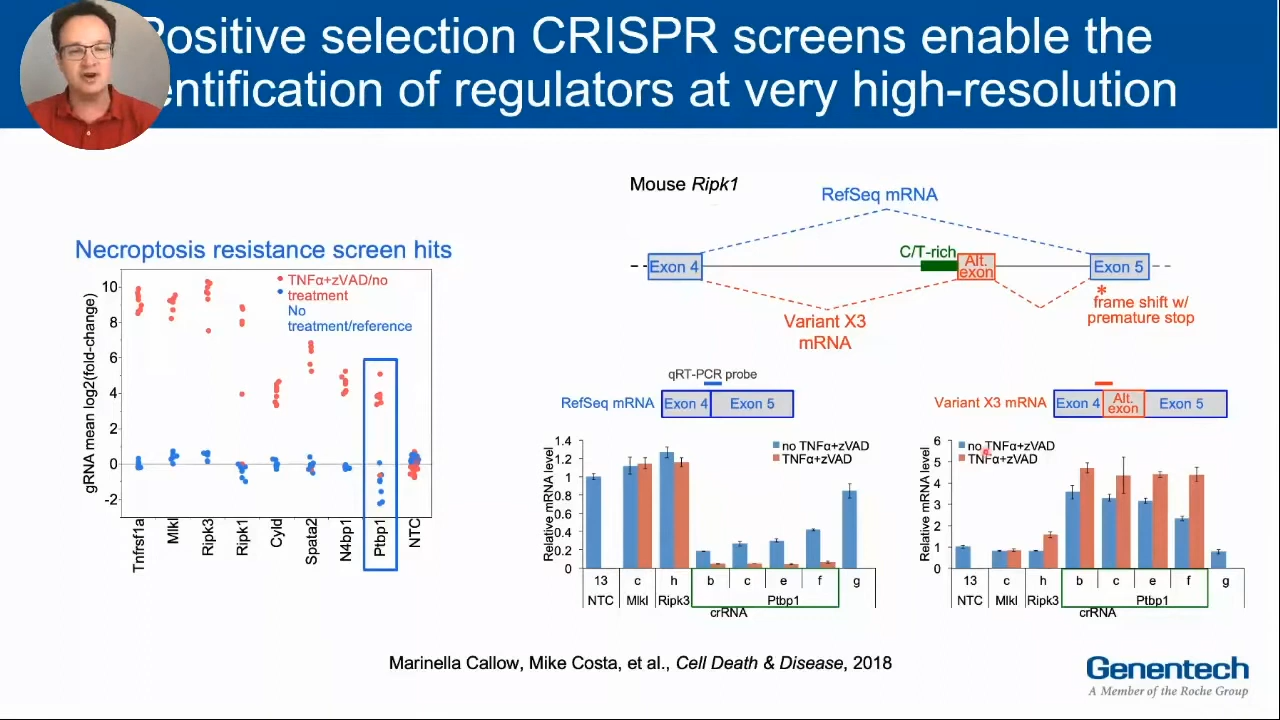 Positive selection CRISPR screens enable the
entification of regulators at very high-resolution
Necroptosis resistance screen hits
gRNA mean log2(fold-change)
10
8
6
4
2
0
-2
TNFα+zVAD/no
treatment
No
treatment/reference
Tnfrsf1a
Mlkl
Ripk3
Ripk1
Cyld
Spata2
N4bp1
Ptbp1
NTC
Mouse Ripk1
RefSeq mRNA
C/T-rich
Exon 4
Alt.
exon
Exon 5
*
frame shift w/
premature stop
Variant X3
mRNA
qRT-PCR probe
RefSeq mRNA
Exon 4
Exon 5
Relative mRNA level
1.4
1.2
1
0.8
0.6
0.4
0.2
0
no TNFα+zVAD
TNFα+zVAD
13 c h b c e f g
NTC Mlkl Ripk3 Ptbp1
crRNA
Variant X3 mRNA
Exon 4
Alt.
exon
Exon 5
Relative mRNA level
6
5
4
3
2
1
0
no TNFα+zVAD
TNFα+zVAD
13 c h b c e f g
NTC Mlkl Ripk3 Ptbp1
crRNA
Marinella Callow, Mike Costa, et al., Cell Death & Disease, 2018
Genentech
A Member of the Roche Group